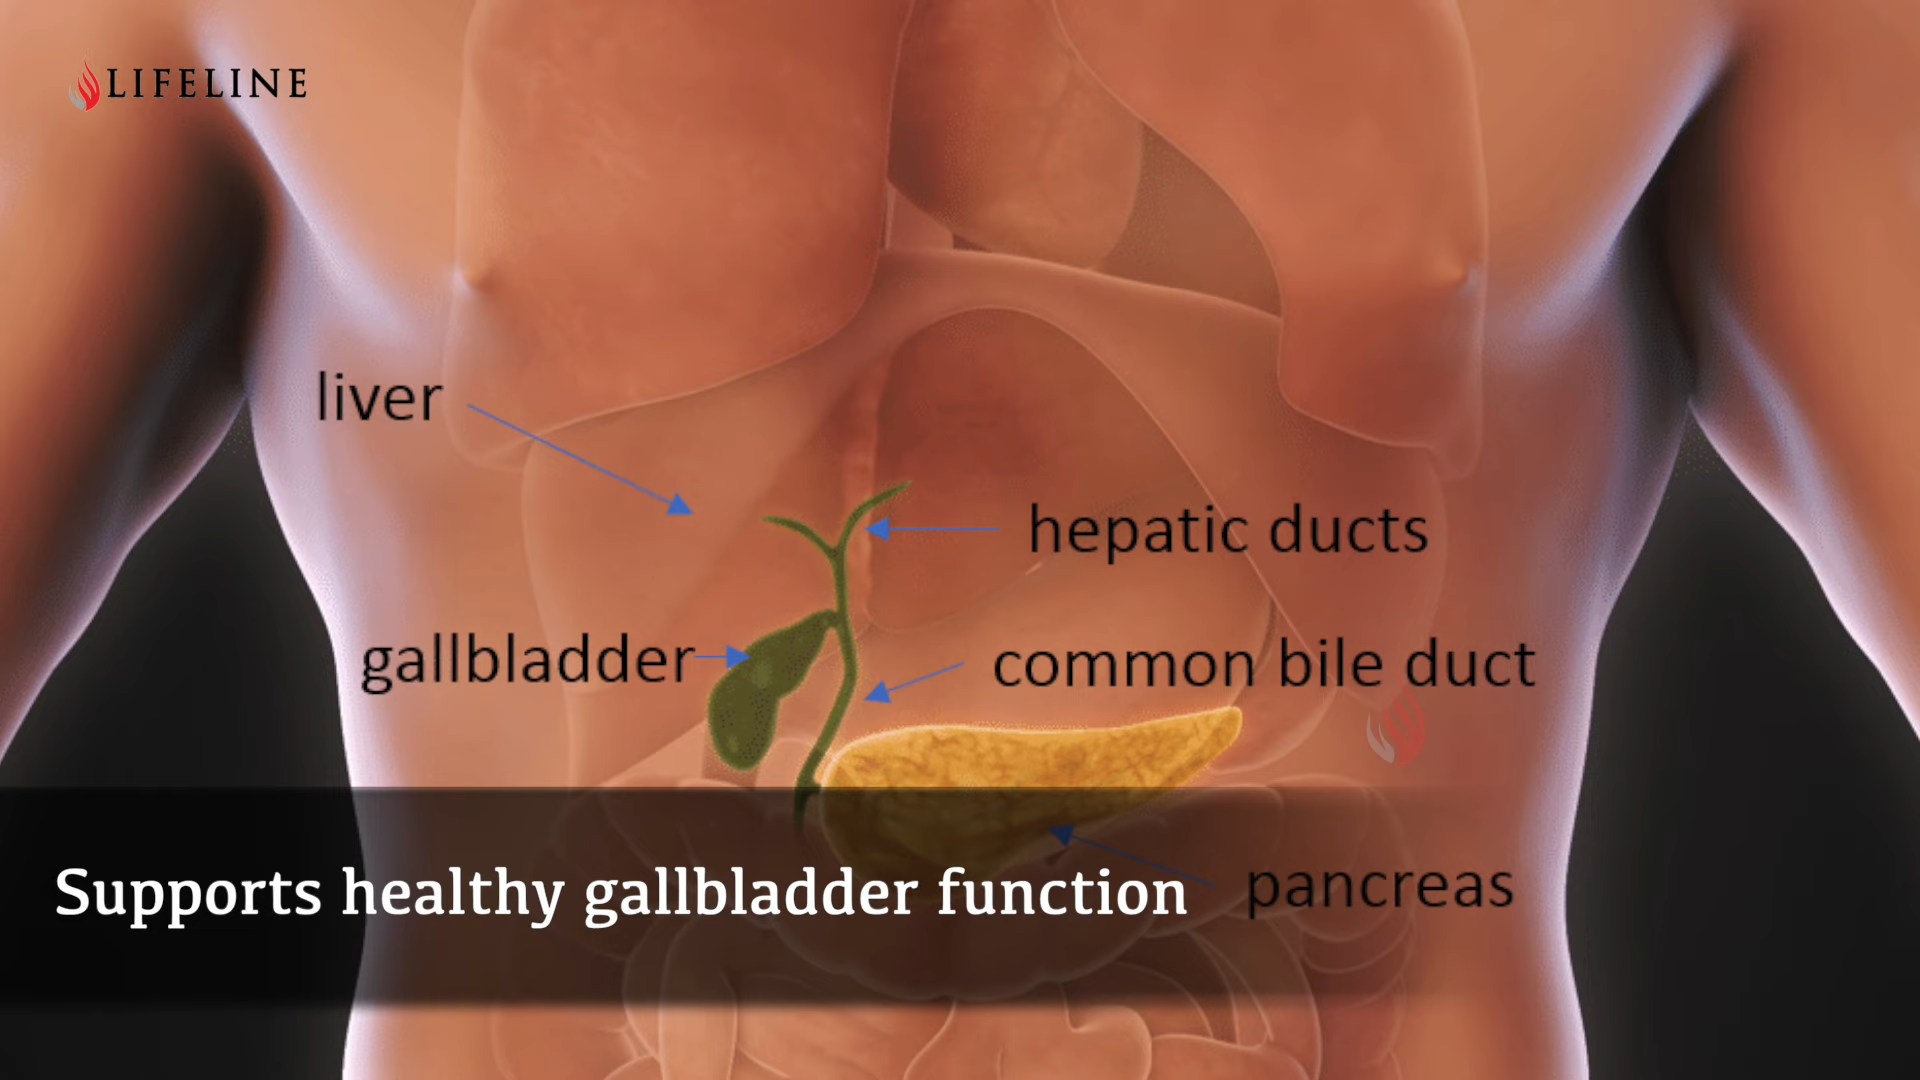 LIFELINE
liver
hepatic ducts
gallbladder
common bile duct
pancreas
Supports healthy gallbladder function